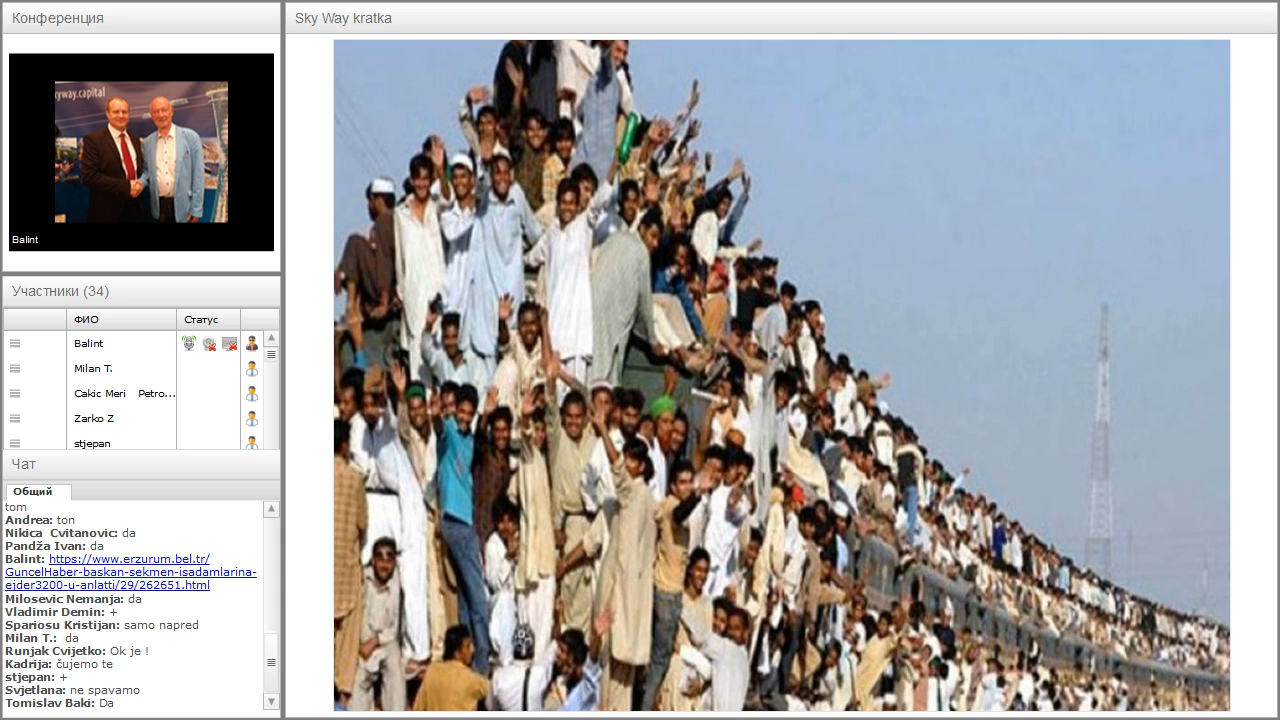 Конференция
kyway.capital
Balint
Участники (34)
ФИО
Статус
Balint
Milan T.
Cakic Meri Petro...
Zarko Z
stjepan
Чат
Общий
tom
Andrea: ton
Nikica Cvitanovic: da
Pandža Ivan: da
Balint: https://www.erzurum.bel.tr/
GuncelHaber-baskan-sekmen-isadamlarina-
ejder3200-u-anlatti/29/262651.html
Milosevic Nemanja: da
Vladimir Demin: +
Spariosu Kristijan: samo napred
Milan T.: da
Runjak Cvijetko: Ok je !
Kadrija: čujemo te
stjepan: +
Svjetlana: ne spavamo
Tomislav Baki: Da
Sky Way kratka